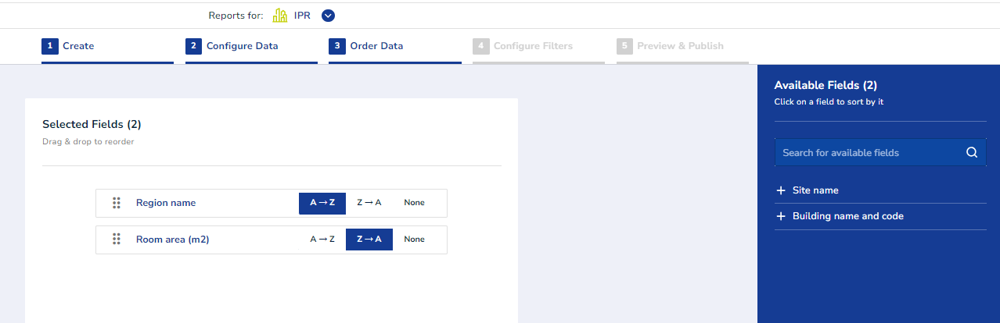 Reports for: IPR
1 Create 2 Configure Data 3 Order Data 4 Configure Filters 5 Preview & Publish
Selected Fields (2)
Drag & drop to reorder
Region name A→Z Z→A None
Room area (m2) A→Z Z→A None
Available Fields (2)
Click on a field to sort by it
Search for available fields
+ Site name
+ Building name and code